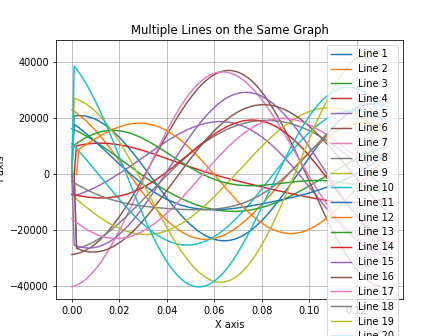 Multiple Lines on the Same Graph
40000
20000
0
−20000
−40000
0.00
0.02
0.04
0.06
0.08
0.10
X axis
Line 1
Line 2
Line 3
Line 4
Line 5
Line 6
Line 7
Line 8
Line 9
Line 10
Line 11
Line 12
Line 13
Line 14
Line 15
Line 16
Line 17
Line 18
Line 19
Line 20